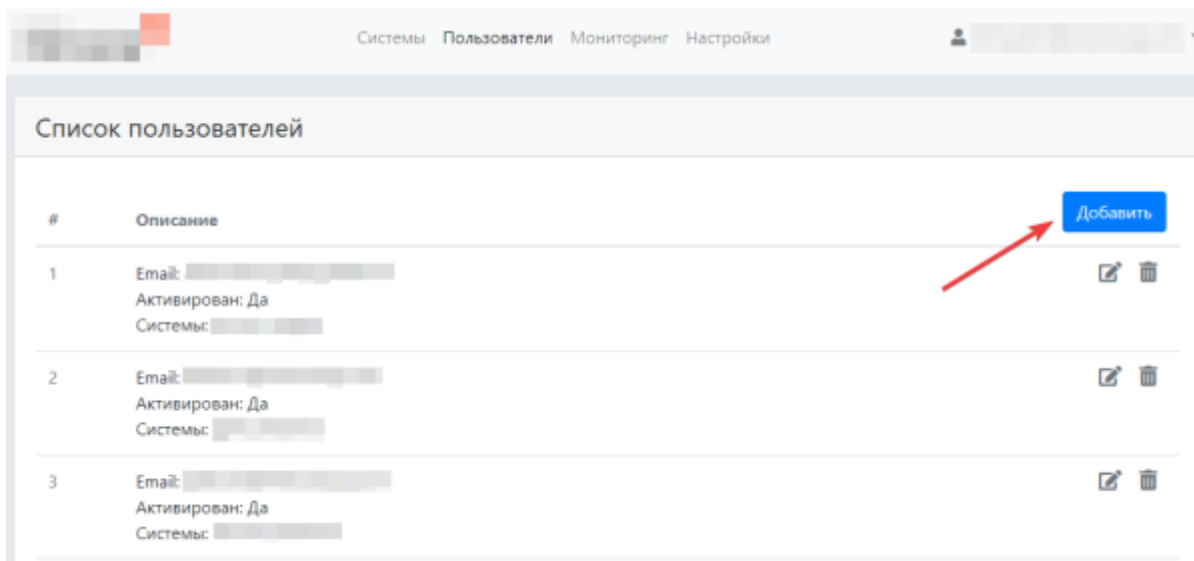 Системы Пользователи Мониторинг Настройки
Список пользователей
# Описание Добавить
1 Email:
Активирован: Да
Системы:
2 Email:
Активирован: Да
Системы:
3 Email:
Активирован: Да
Системы: